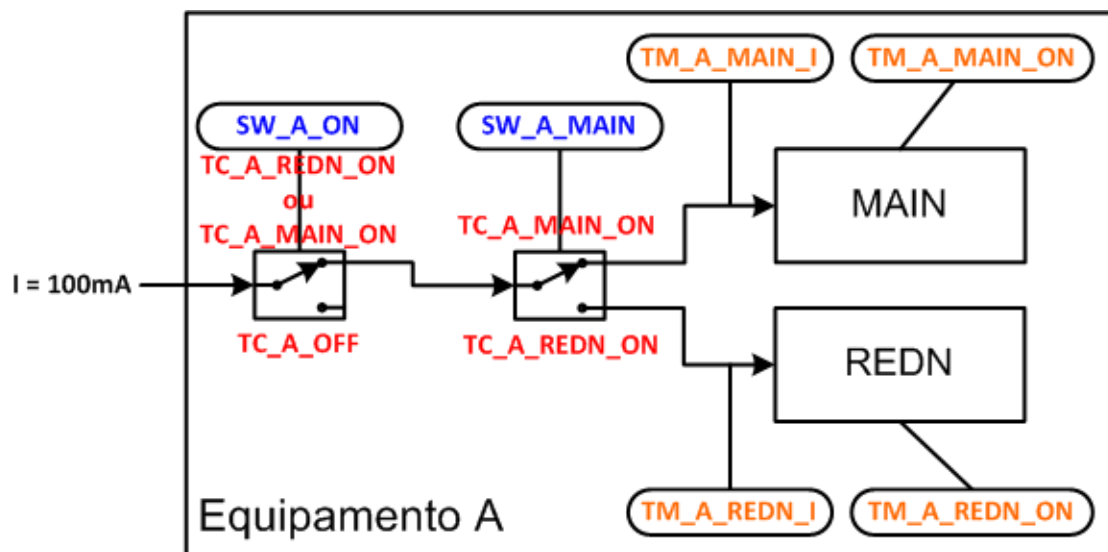 TM_A_MAIN_I
TM_A_MAIN_ON
SW_A_ON
SW_A_MAIN
TC_A_REDN_ON
ou
TC_A_MAIN_ON
TC_A_MAIN_ON
MAIN
I = 100mA
TC_A_OFF
TC_A_REDN_ON
REDN
Equipamento A
TM_A_REDN_I
TM_A_REDN_ON